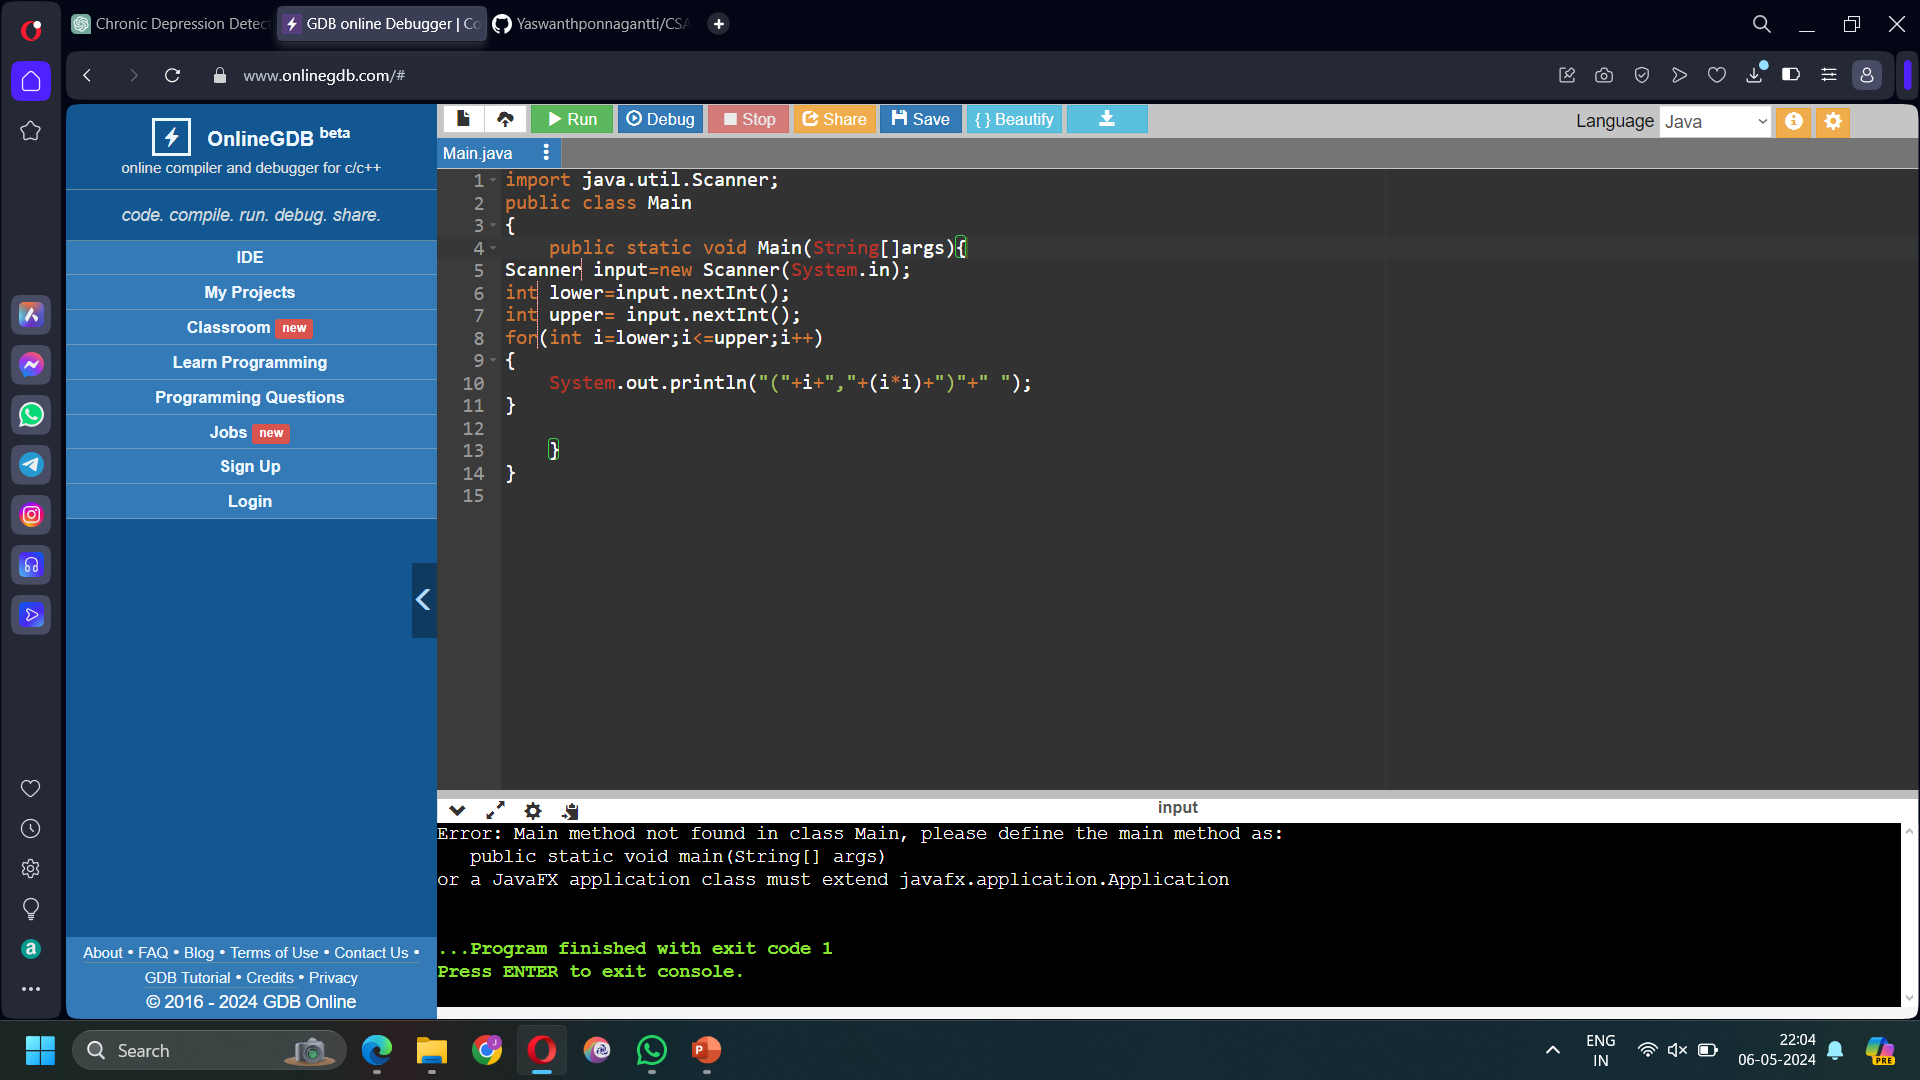 Chronic Depression Detect
GDB online Debugger | Co
Yaswanthponnagantti/CSA
www.onlinegdb.com/#
OnlineGDB beta
online compiler and debugger for c/c++
code. compile. run. debug. share.
IDE
My Projects
Classroom new
Learn Programming
Programming Questions
Jobs new
Sign Up
Login
About • FAQ • Blog • Terms of Use • Contact Us •
GDB Tutorial • Credits • Privacy
© 2016 - 2024 GDB Online
Run
Debug
Stop
Share
Save
{ } Beautify
Language Java
Main.java
1 import java.util.Scanner;
2 public class Main
3 {
4     public static void Main(String[]args){
5 Scanner input=new Scanner(System.in);
6 int lower=input.nextInt();
7 int upper= input.nextInt();
8 for(int i=lower;i<=upper;i++)
9 {
10     System.out.println("("+i+","+(i*i)+")"+" ");
11 }
12
13     }
14 }
15
input
Error: Main method not found in class Main, please define the main method as:
   public static void main(String[] args)
or a JavaFX application class must extend javafx.application.Application
...Program finished with exit code 1
Press ENTER to exit console.
Search
ENG
IN
22:04
06-05-2024
PRE